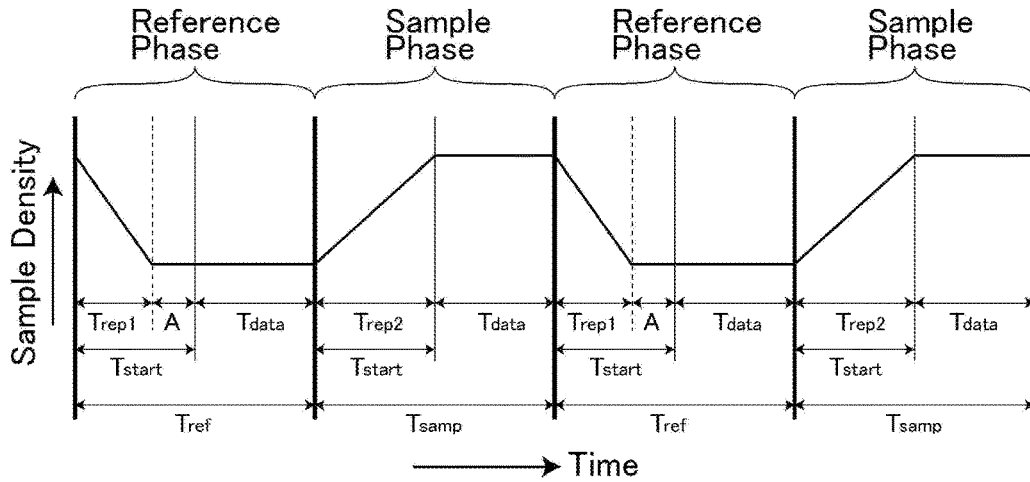 Reference Phase
Sample Phase
Reference Phase
Sample Phase
Sample Density
Trep1
A
Tdata
Trep2
Tdata
Trep1
A
Tdata
Trep2
Tdata
Tstart
Tstart
Tstart
Tstart
Tref
Tsamp
Tref
Tsamp
Time